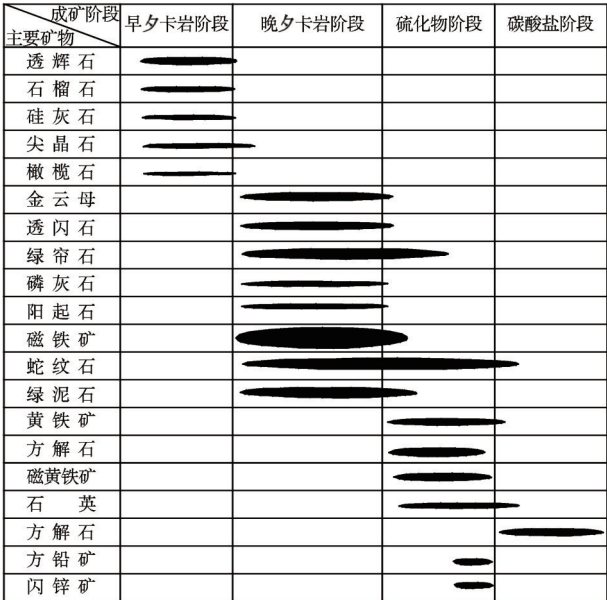 成矿阶段
主要矿物
早夕卡岩阶段
晚夕卡岩阶段
硫化物阶段
碳酸盐阶段
透辉石
石榴石
硅灰石
尖晶石
橄榄石
金云母
透闪石
绿帘石
磷灰石
阳起石
磁铁矿
蛇纹石
绿泥石
黄铁矿
方解石
磁黄铁矿
石英
方解石
方铅矿
闪锌矿